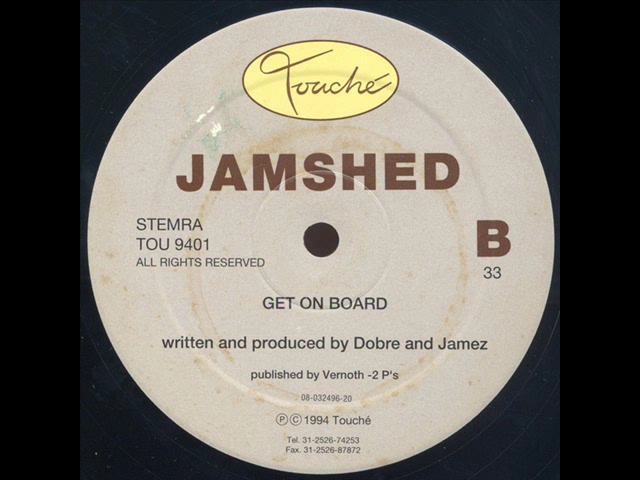 Touché
JAMSHED
STEMRA
TOU 9401
ALL RIGHTS RESERVED
B
33
GET ON BOARD
written and produced by Dobre and Jamez
published by Vernoth -2 P's
08-032496-20
ⓅⒸ1994 Touché
Tel. 31-2526-74253
Fax. 31-2526-87872